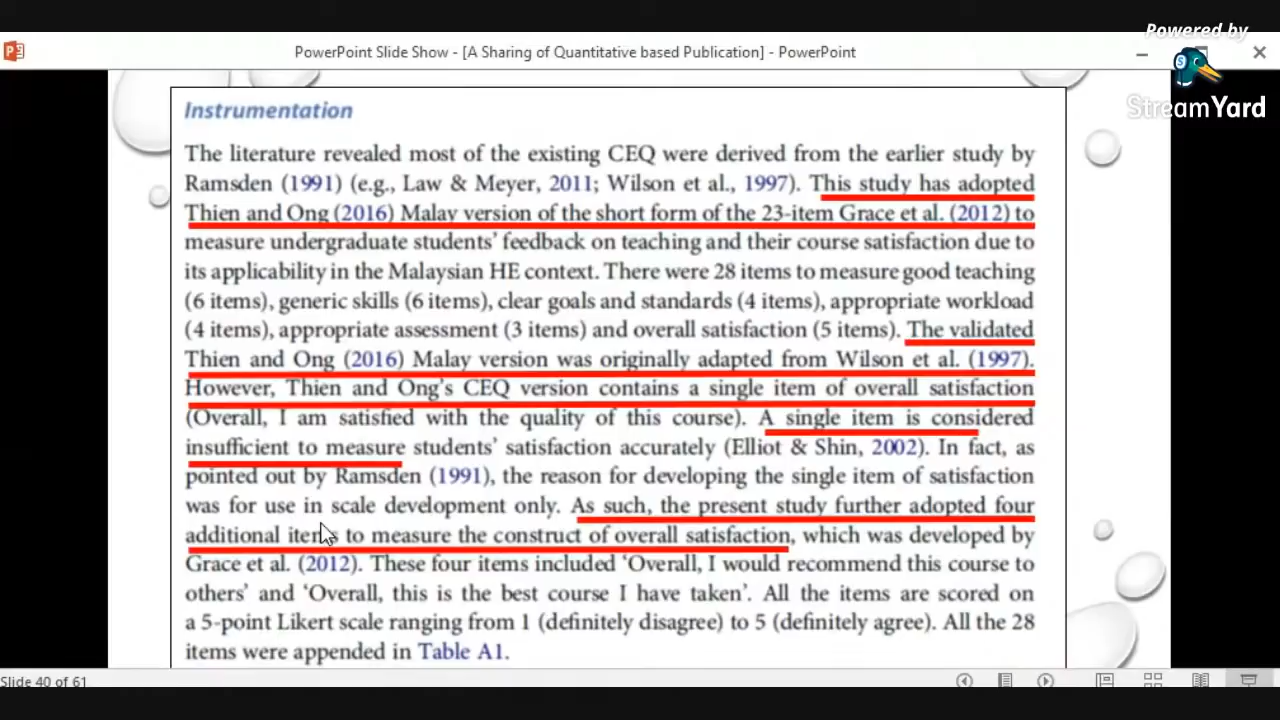 Powered by
PowerPoint Slide Show - [A Sharing of Quantitative based Publication] - PowerPoint
StreamYard
Instrumentation
The literature revealed most of the existing CEQ were derived from the earlier study by
Ramsden (1991) (e.g., Law & Meyer, 2011; Wilson et al., 1997). This study has adopted
Thien and Ong (2016) Malay version of the short form of the 23-item Grace et al. (2012) to
measure undergraduate students' feedback on teaching and their course satisfaction due to
its applicability in the Malaysian HE context. There were 28 items to measure good teaching
(6 items), generic skills (6 items), clear goals and standards (4 items), appropriate workload
(4 items), appropriate assessment (3 items) and overall satisfaction (5 items). The validated
Thien and Ong (2016) Malay version was originally adapted from Wilson et al. (1997).
However, Thien and Ong's CEQ version contains a single item of overall satisfaction
(Overall, I am satisfied with the quality of this course). A single item is considered
insufficient to measure students' satisfaction accurately (Elliot & Shin, 2002). In fact, as
pointed out by Ramsden (1991), the reason for developing the single item of satisfaction
was for use in scale development only. As such, the present study further adopted four
additional items to measure the construct of overall satisfaction, which was developed by
Grace et al. (2012). These four items included 'Overall, I would recommend this course to
others' and 'Overall, this is the best course I have taken'. All the items are scored on
a 5-point Likert scale ranging from 1 (definitely disagree) to 5 (definitely agree). All the 28
items were appended in Table A1.
Slide 40 of 61